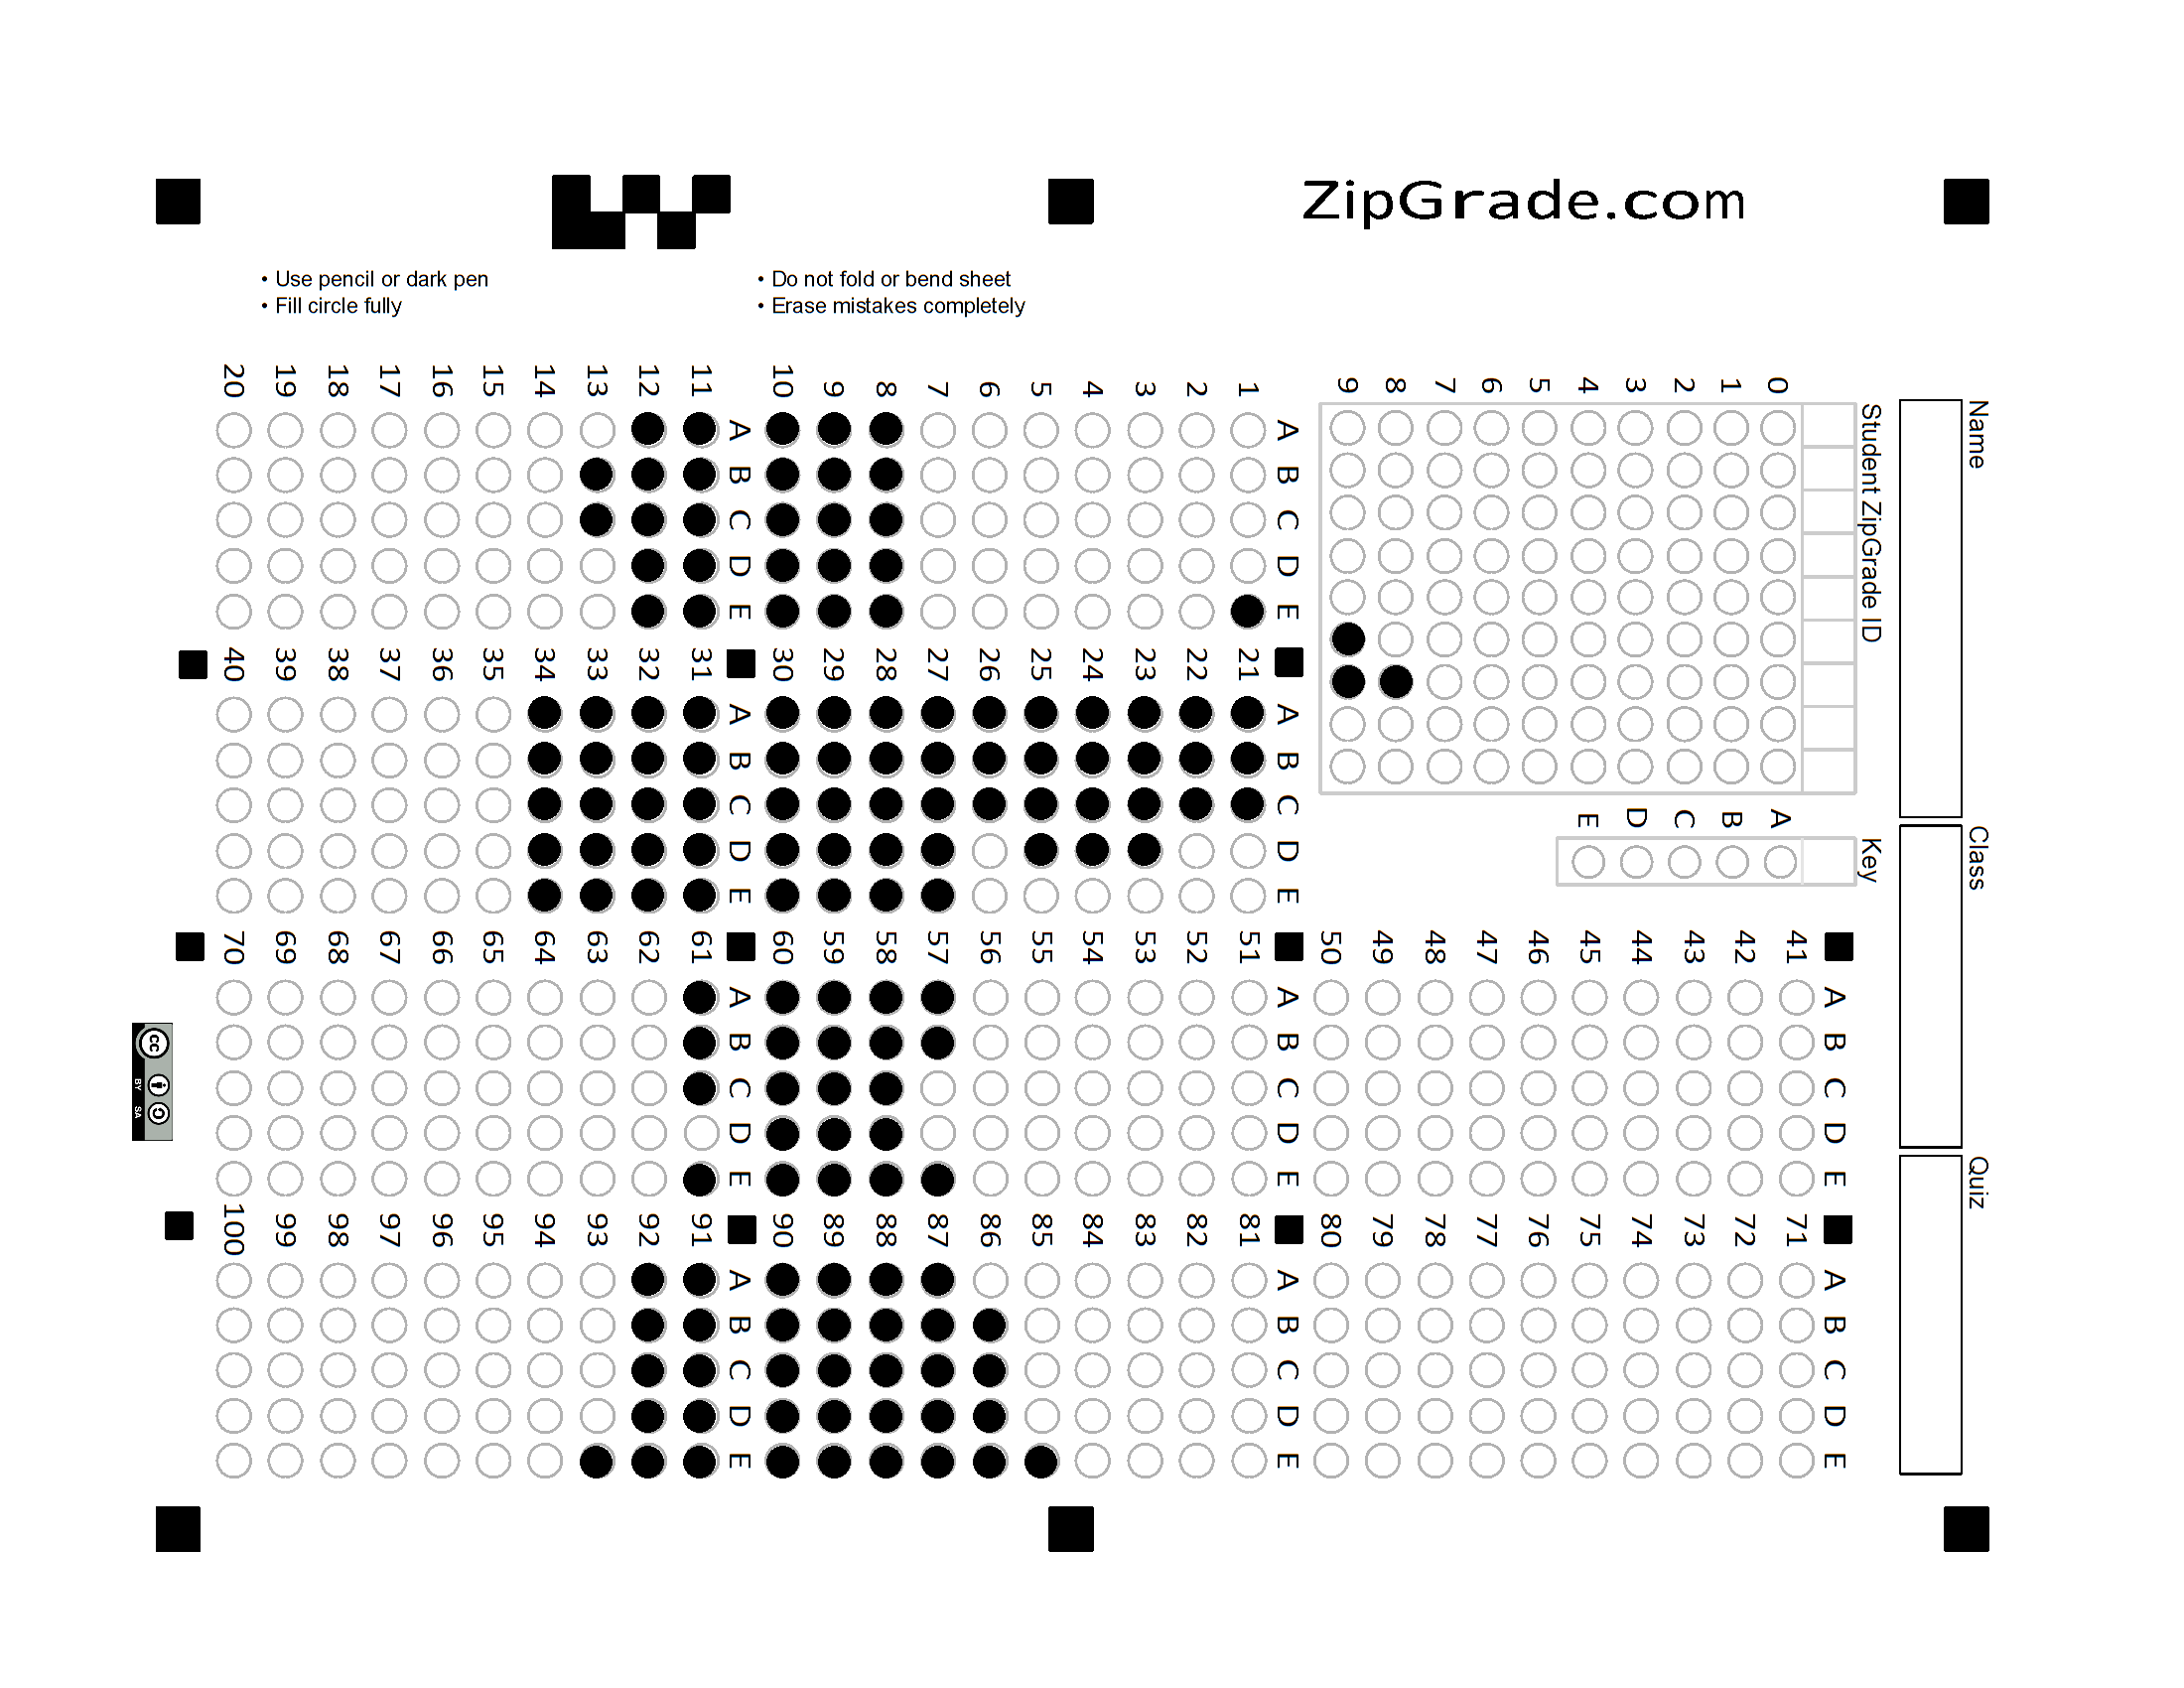 ZipGrade.com
• Use pencil or dark pen
• Fill circle fully
• Do not fold or bend sheet
• Erase mistakes completely
Name
Class
Quiz
Student ZipGrade ID
0 1 2 3 4 5 6 7 8 9
Key
A B C D E
A B C D E
1 2 3 4 5 6 7 8 9 10
A B C D E
11 12 13 14 15 16 17 18 19 20
A B C D E
21 22 23 24 25 26 27 28 29 30
A B C D E
31 32 33 34 35 36 37 38 39 40
A B C D E
41 42 43 44 45 46 47 48 49 50
A B C D E
51 52 53 54 55 56 57 58 59 60
A B C D E
61 62 63 64 65 66 67 68 69 70
A B C D E
71 72 73 74 75 76 77 78 79 80
A B C D E
81 82 83 84 85 86 87 88 89 90
A B C D E
91 92 93 94 95 96 97 98 99 100
cc
BY SA